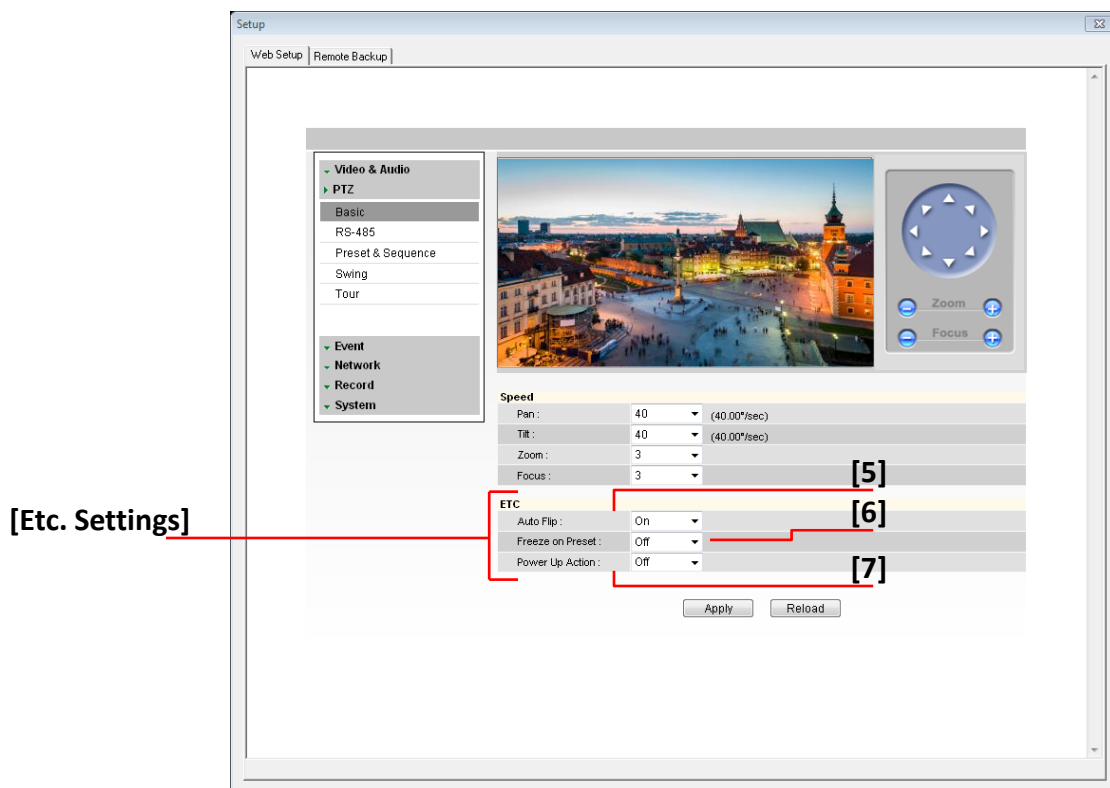 Setup
Web Setup
Remote Backup
Video & Audio
PTZ
Basic
RS-485
Preset & Sequence
Swing
Tour
Event
Network
Record
System
Zoom
Focus
Speed
Pan : 40 (40.00°/sec)
Tilt : 40 (40.00°/sec)
Zoom : 3
Focus : 3
[5]
[Etc. Settings]
ETC
[6]
Auto Flip : On
Freeze on Preset : Off
Power Up Action : Off
[7]
Apply Reload